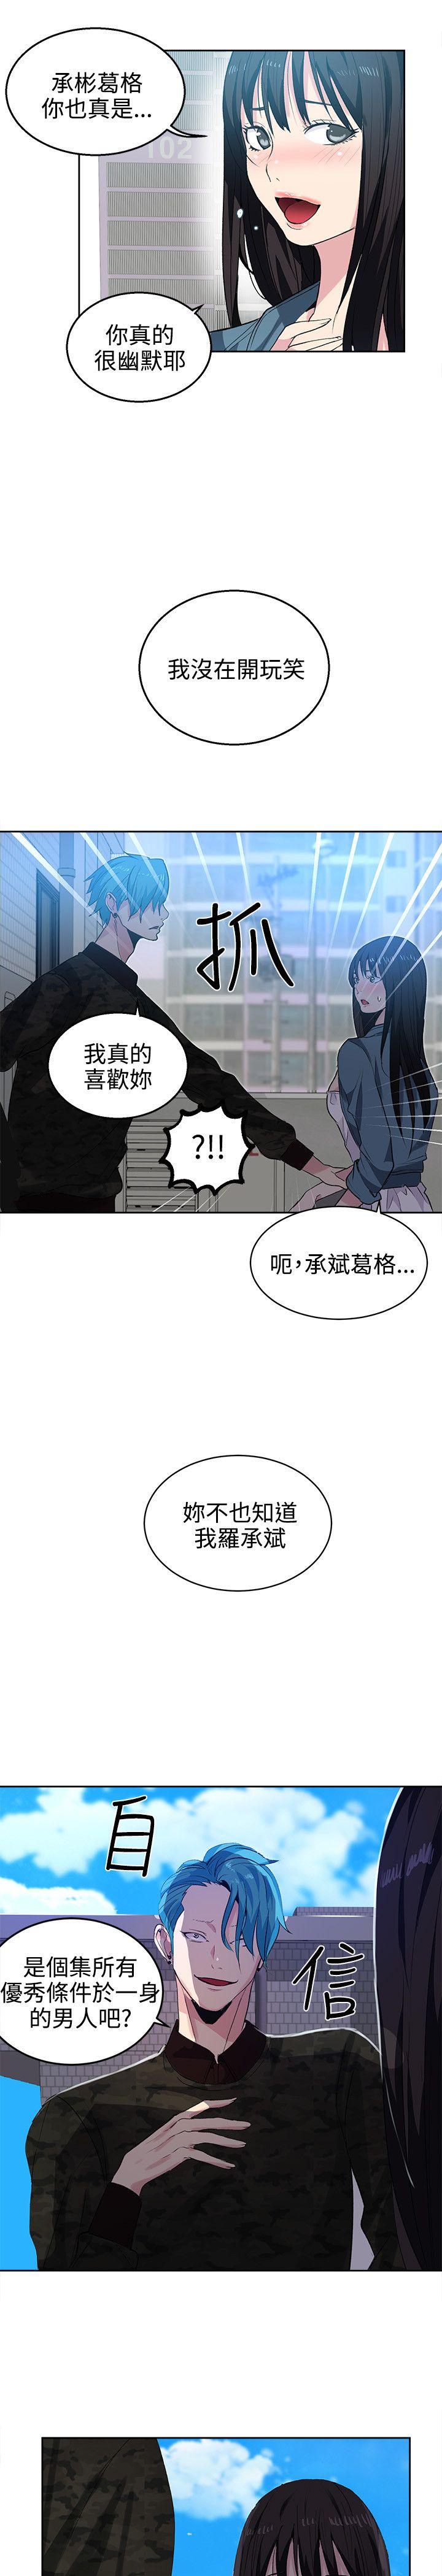 承彬葛格
你也真是...
102
你真的
很幽默耶
我沒在開玩笑
抓
我真的
喜歡妳
?!!
呃,承斌葛格...
妳不也知道
我羅承斌
自
信
是個集所有
優秀條件於一身
的男人吧?